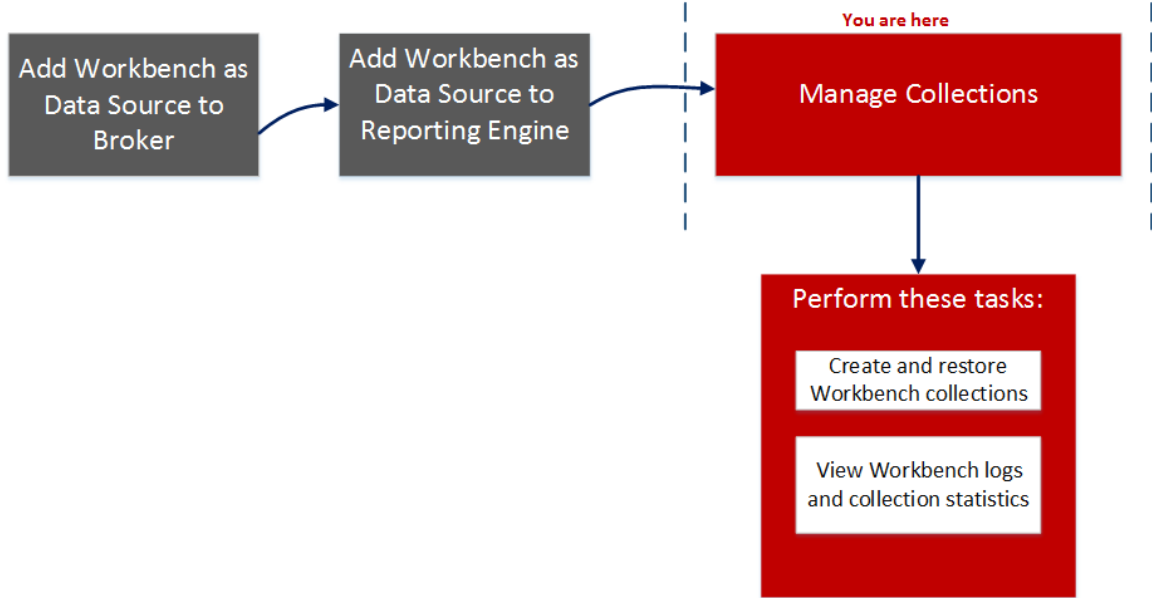 You are here
Add Workbench as
Data Source to
Broker
Add Workbench as
Data Source to
Reporting Engine
Manage Collections
Perform these tasks:
Create and restore
Workbench collections
View Workbench logs
and collection statistics